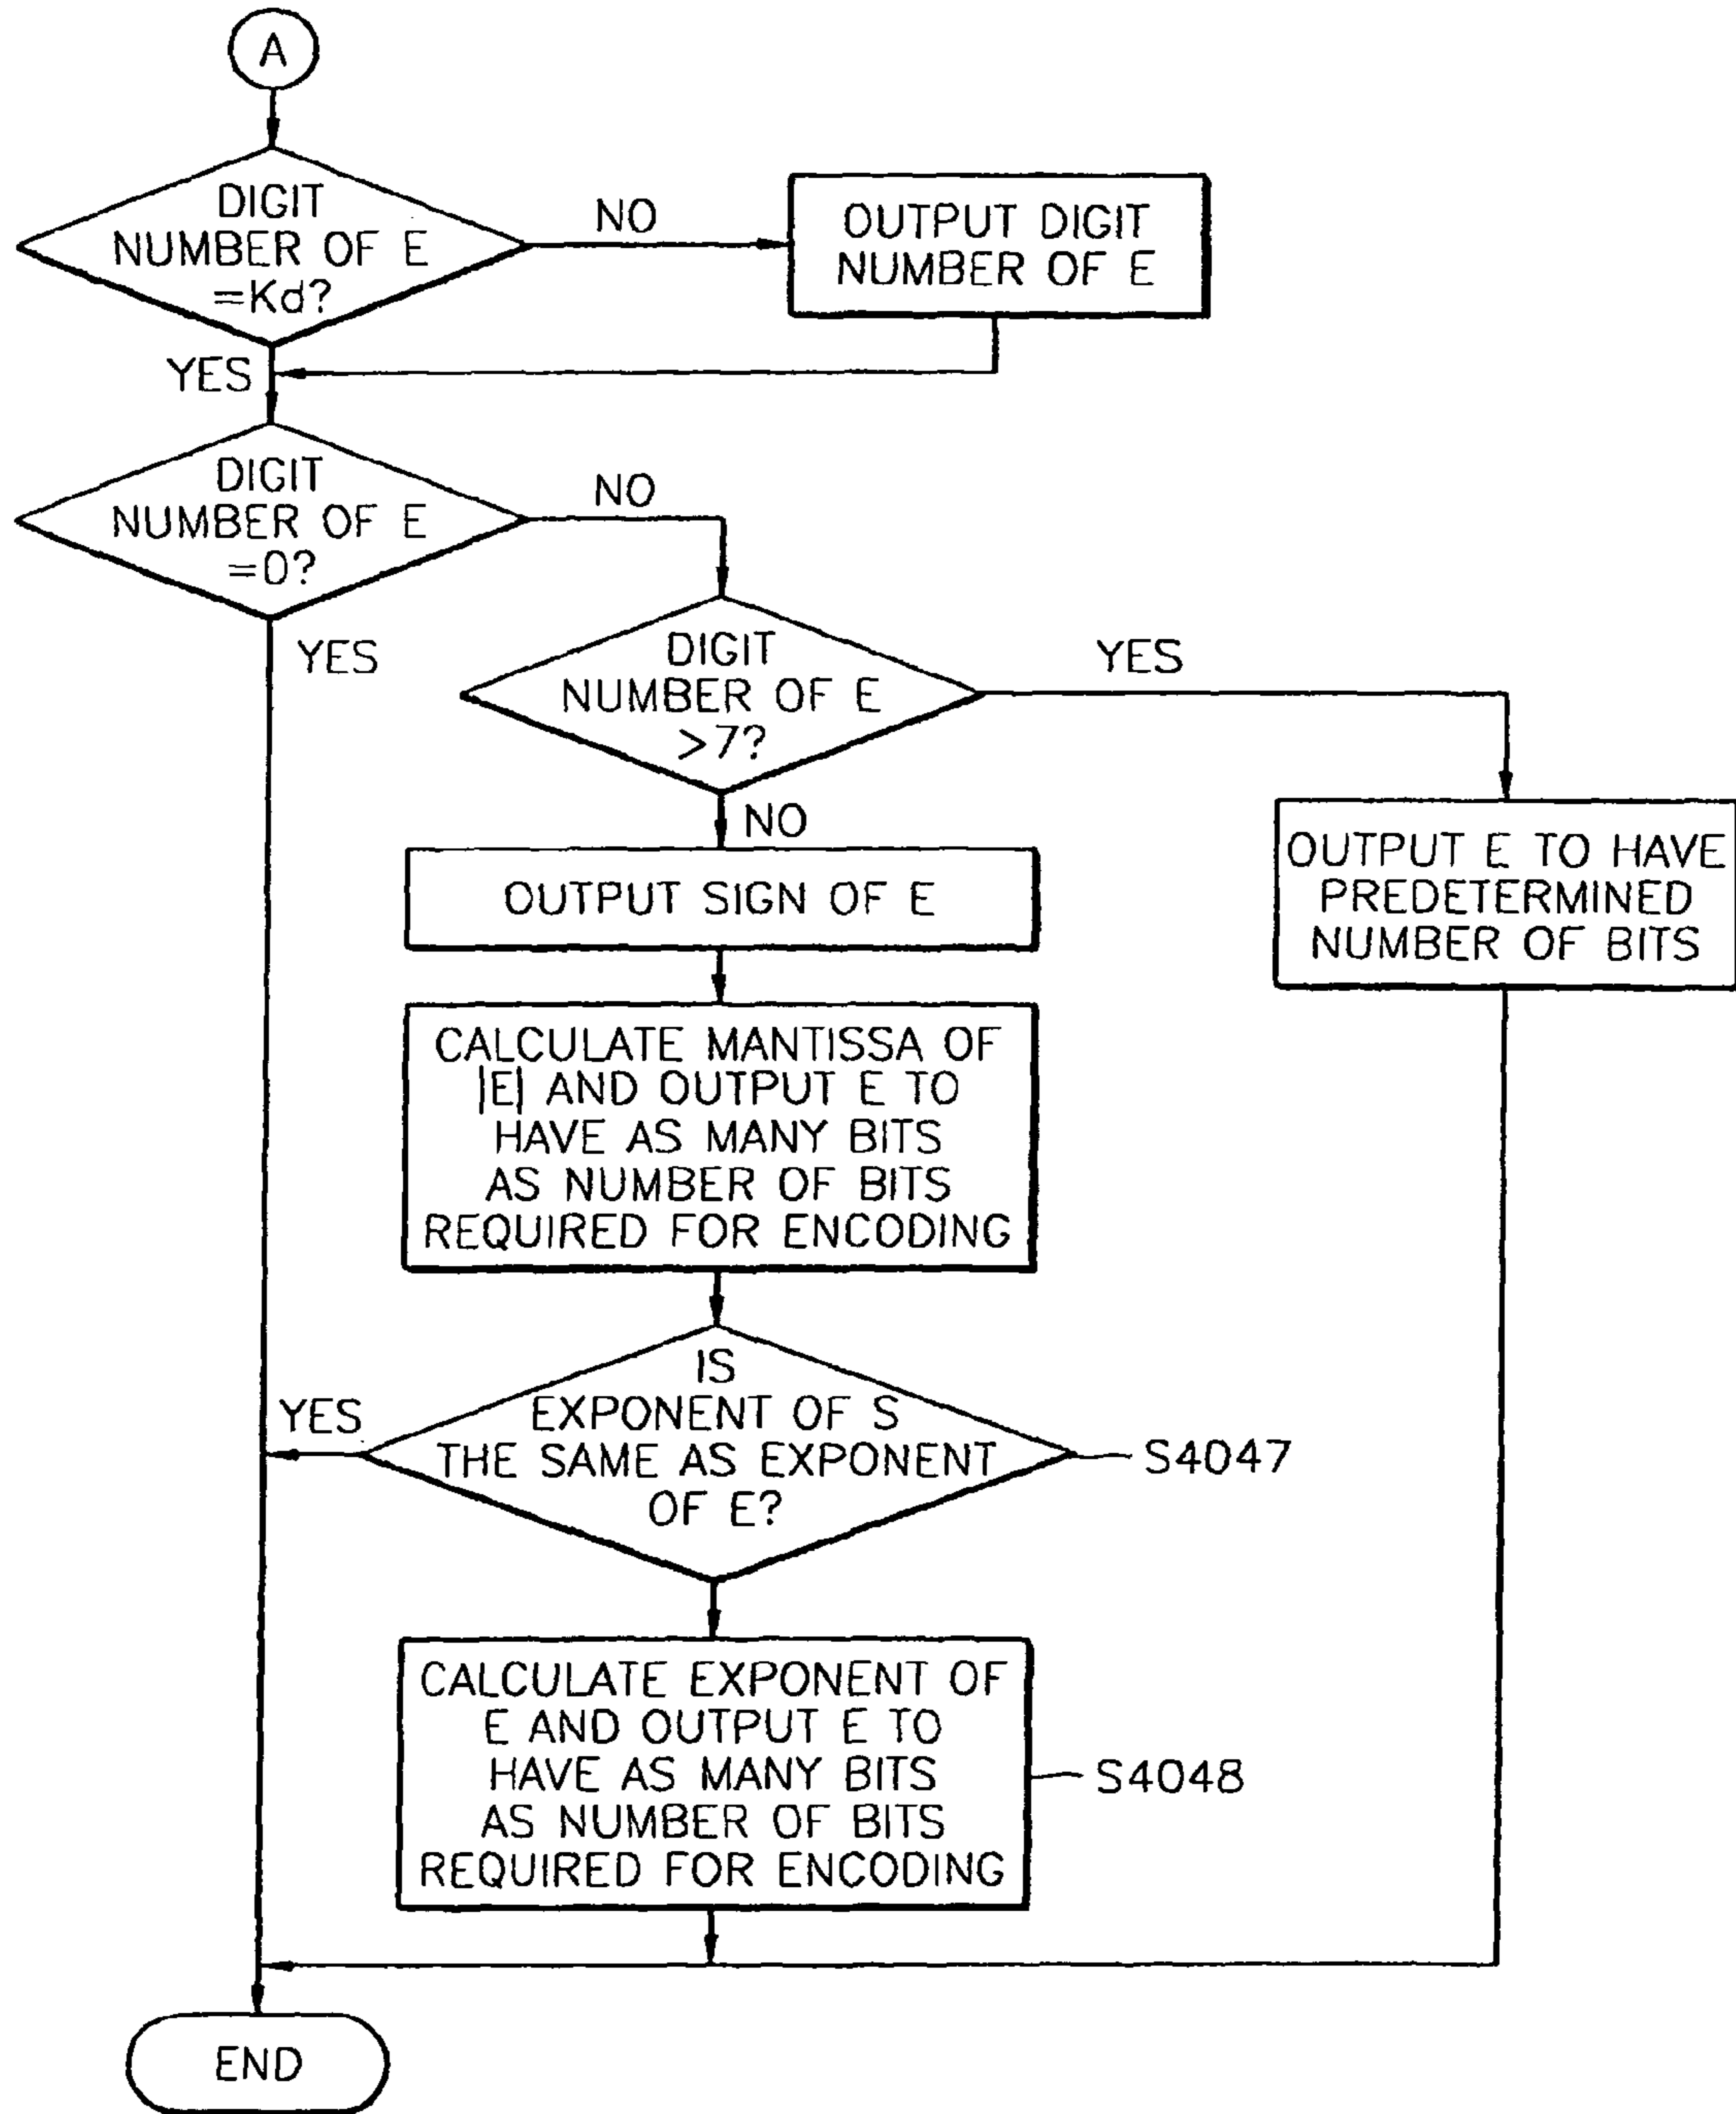 A
DIGIT
NUMBER OF E
=Kd?
NO
OUTPUT DIGIT
NUMBER OF E
YES
DIGIT
NUMBER OF E
=0?
NO
YES
DIGIT
NUMBER OF E
>7?
YES
NO
OUTPUT SIGN OF E
OUTPUT E TO HAVE
PREDETERMINED
NUMBER OF BITS
CALCULATE MANTISSA OF
|E| AND OUTPUT E TO
HAVE AS MANY BITS
AS NUMBER OF BITS
REQUIRED FOR ENCODING
IS
EXPONENT OF S
THE SAME AS EXPONENT
OF E?
YES
S4047
CALCULATE EXPONENT OF
E AND OUTPUT E TO
HAVE AS MANY BITS
AS NUMBER OF BITS
REQUIRED FOR ENCODING
S4048
END